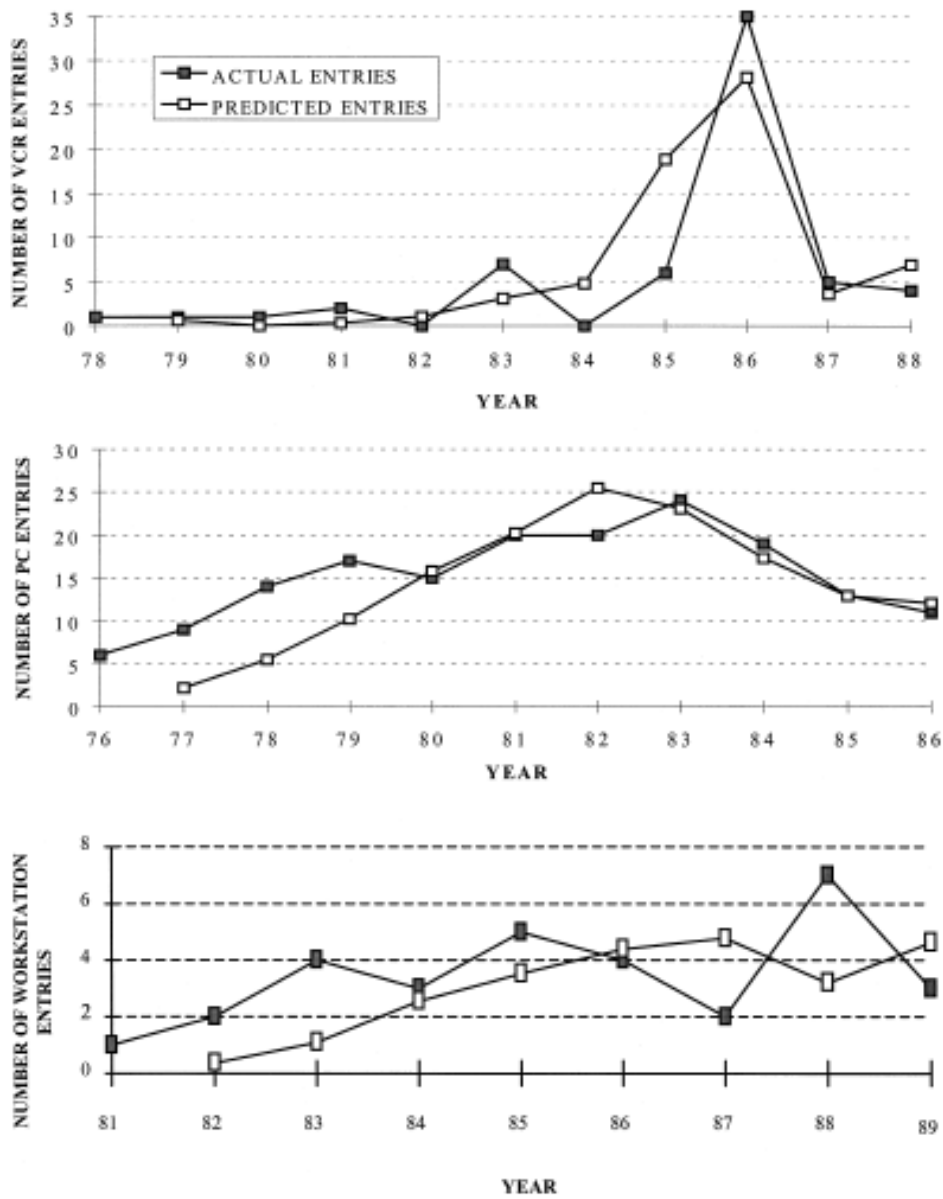 NUMBER OF VCR ENTRIES
35
30
25
20
15
10
5
0
ACTUAL ENTRIES
PREDICTED ENTRIES
78 79 80 81 82 83 84 85 86 87 88
YEAR
NUMBER OF PC ENTRIES
30
25
20
15
10
5
0
76 77 78 79 80 81 82 83 84 85 86
YEAR
NUMBER OF WORKSTATION
ENTRIES
8
6
4
2
0
81 82 83 84 85 86 87 88 89
YEAR